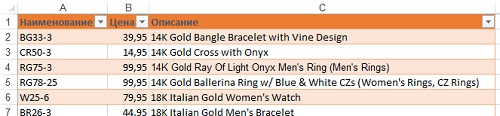 A B C
1 Наименование Цена Описание
2 BG33-3 39,95 14K Gold Bangle Bracelet with Vine Design
3 CR50-3 14,95 14K Gold Cross with Onyx
4 RG75-3 99,95 14K Gold Ray Of Light Onyx Men's Ring (Men's Rings)
5 RG78-25 99,95 14K Gold Ballerina Ring w/ Blue & White CZs (Women's Rings, CZ Rings)
6 W25-6 79,95 18K Italian Gold Women's Watch
7 BR26-3 44,95 18K Italian Gold Men's Bracelet